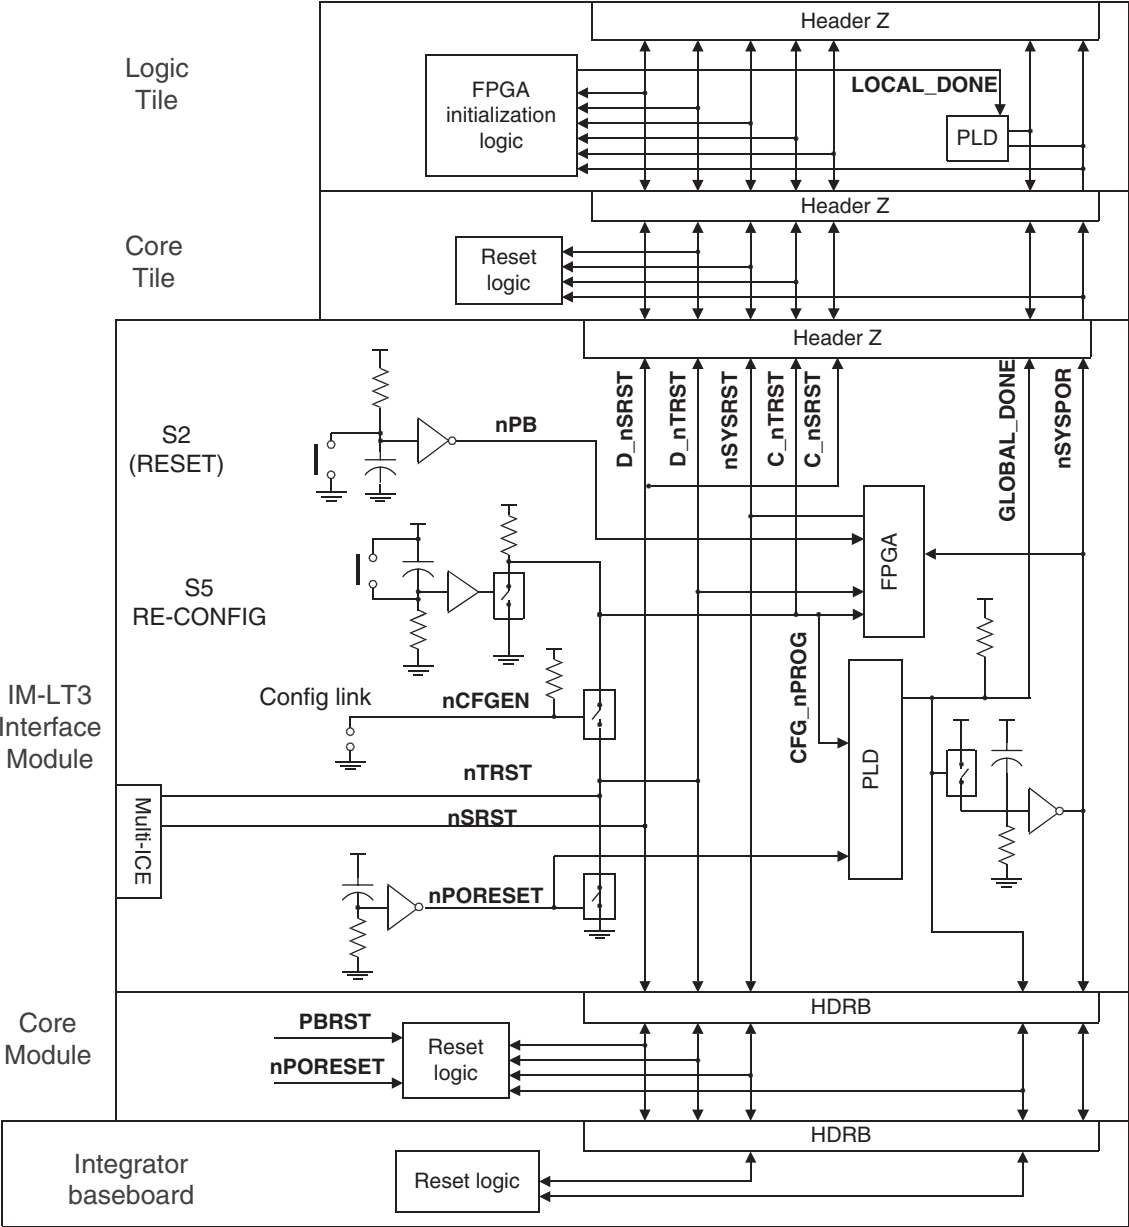 Header Z
Logic
Tile
FPGA
initialization
logic
LOCAL_DONE
PLD
Header Z
Core
Tile
Reset
logic
Header Z
D_nSRST
D_nTRST
nSYSRST
C_nTRST
C_nSRST
GLOBAL_DONE
nSYSPOR
S2
(RESET)
nPB
FPGA
S5
RE-CONFIG
CFG_nPROG
Config link
nCFGEN
IM-LT3
Interface
Module
PLD
nTRST
Multi-ICE
nSRST
nPORESET
HDRB
Core
Module
PBRST
nPORESET
Reset
logic
HDRB
Integrator
baseboard
Reset logic